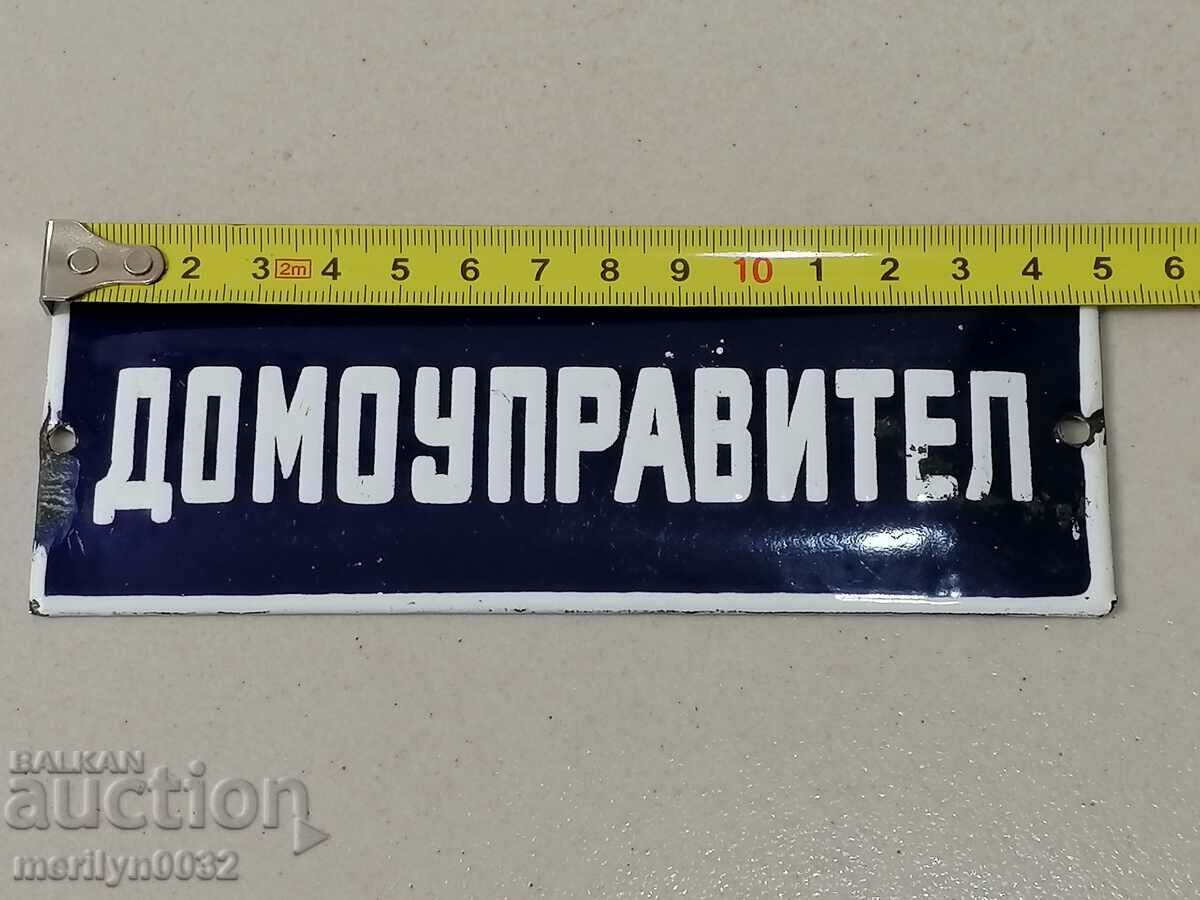 2 3 2m 4 5 6 7 8 9 10 1 2 3 4 5 6
ДОМОУПРАВИТЕЛ
BALKAN
auction
merilyn0032